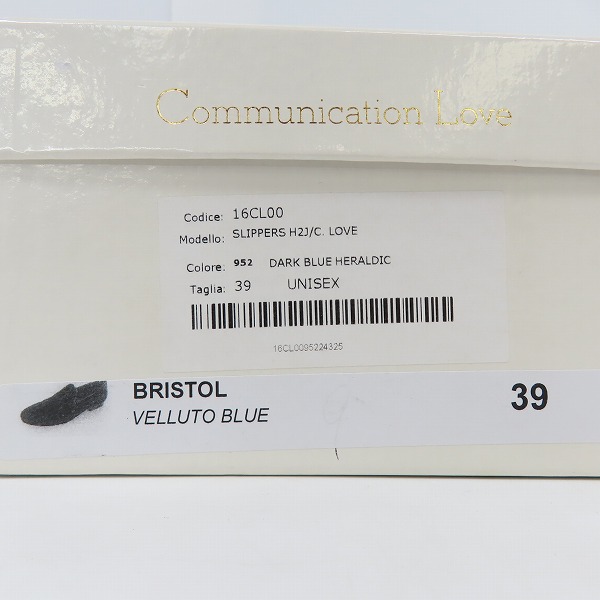 Communication Love
Codice: 16CL00
Modello: SLIPPERS H2J/C. LOVE
Colore: 952 DARK BLUE HERALDIC
Taglia: 39 UNISEX
16CL0095224325
BRISTOL 39
VELLUTO BLUE